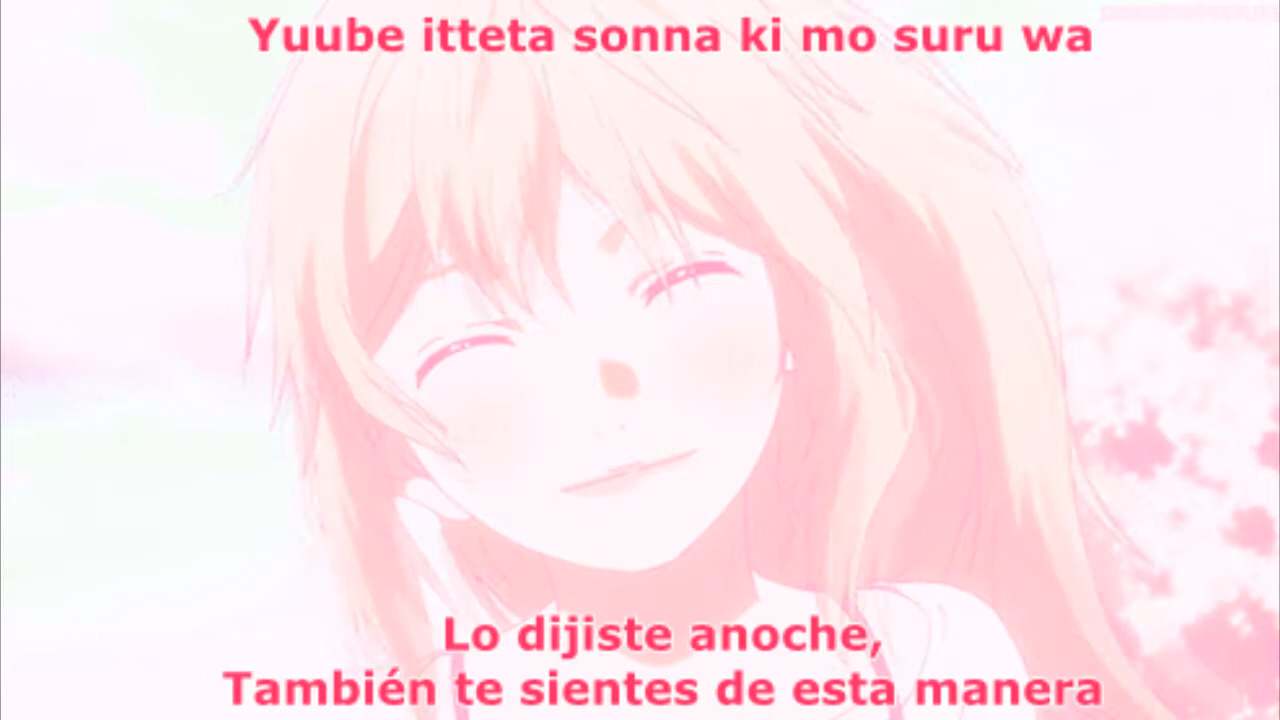 Yuube itteta sonna ki mo suru wa
Lo dijiste anoche,
También te sientes de esta manera